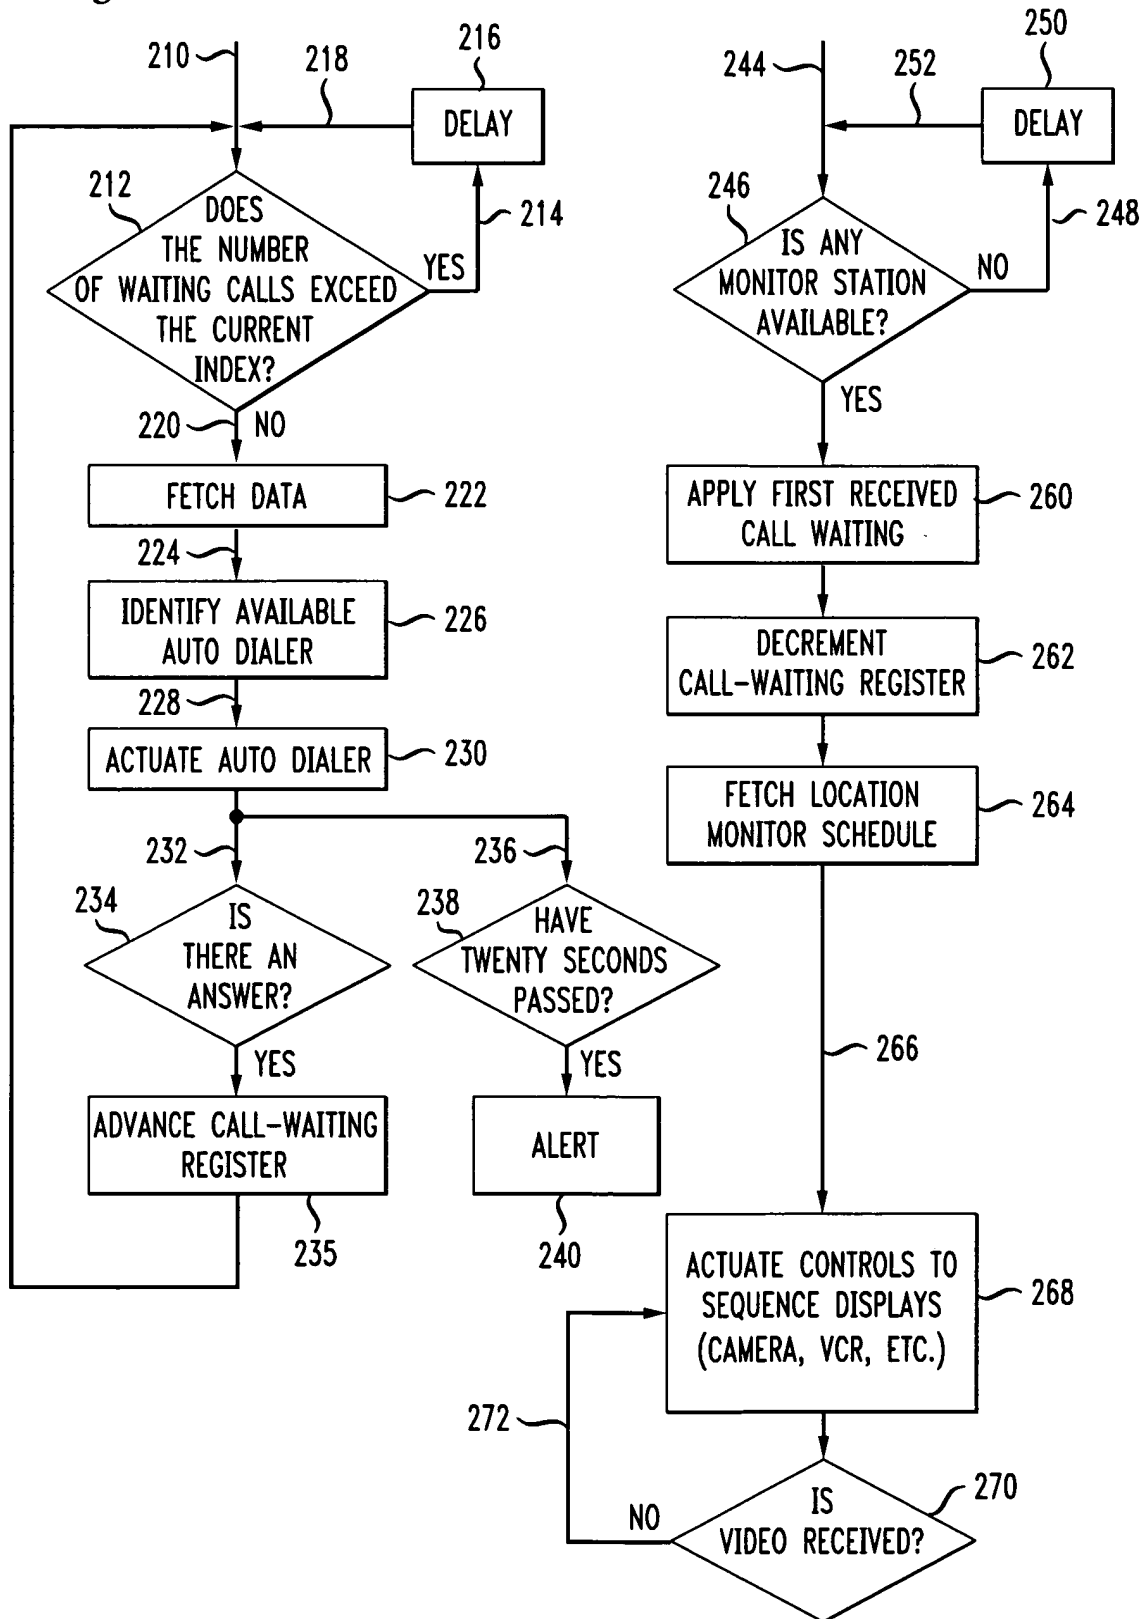 210
218
216
DELAY
212
DOES
THE NUMBER
OF WAITING CALLS EXCEED
THE CURRENT
INDEX?
YES
214
220
NO
FETCH DATA
222
224
IDENTIFY AVAILABLE
AUTO DIALER
226
228
ACTUATE AUTO DIALER
230
232
236
234
IS
THERE AN
ANSWER?
238
HAVE
TWENTY SECONDS
PASSED?
YES
YES
ADVANCE CALL-WAITING
REGISTER
235
ALERT
240
244
252
250
DELAY
246
IS ANY
MONITOR STATION
AVAILABLE?
NO
248
YES
APPLY FIRST RECEIVED
CALL WAITING
260
DECREMENT
CALL-WAITING REGISTER
262
FETCH LOCATION
MONITOR SCHEDULE
264
266
ACTUATE CONTROLS TO
SEQUENCE DISPLAYS
(CAMERA, VCR, ETC.)
268
272
NO
IS
VIDEO RECEIVED?
270